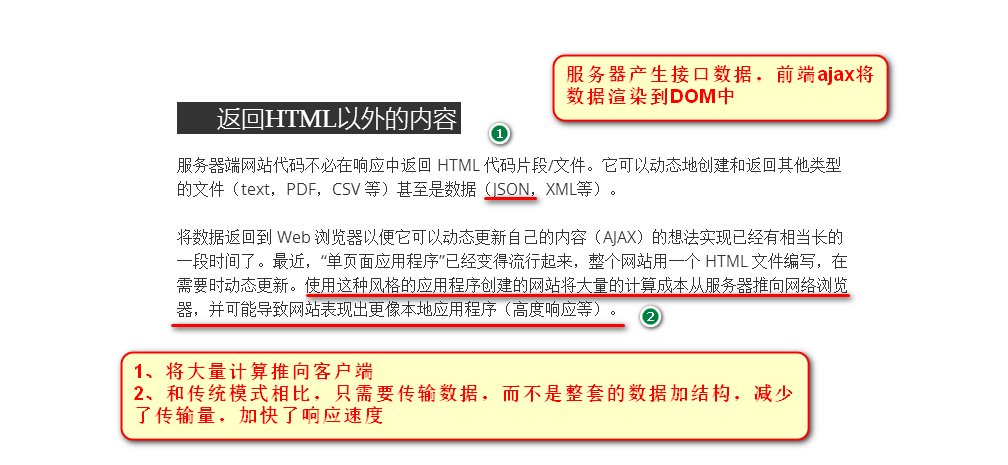 服务器产生接口数据，前端ajax将
数据渲染到DOM中
返回HTML以外的内容
1
服务器端网站代码不必在响应中返回 HTML 代码片段/文件。它可以动态地创建和返回其他类型
的文件（text，PDF，CSV 等）甚至是数据（JSON，XML等）。
将数据返回到 Web 浏览器以便它可以动态更新自己的内容（AJAX）的想法实现已经有相当长的
一段时间了。最近，“单页面应用程序”已经变得流行起来，整个网站用一个 HTML 文件编写，在
需要时动态更新。使用这种风格的应用程序创建的网站将大量的计算成本从服务器推向网络浏览
器，并可能导致网站表现出更像本地应用程序（高度响应等）。
2
1、将大量计算推向客户端
2、和传统模式相比，只需要传输数据，而不是整套的数据加结构，减少
了传输量，加快了响应速度